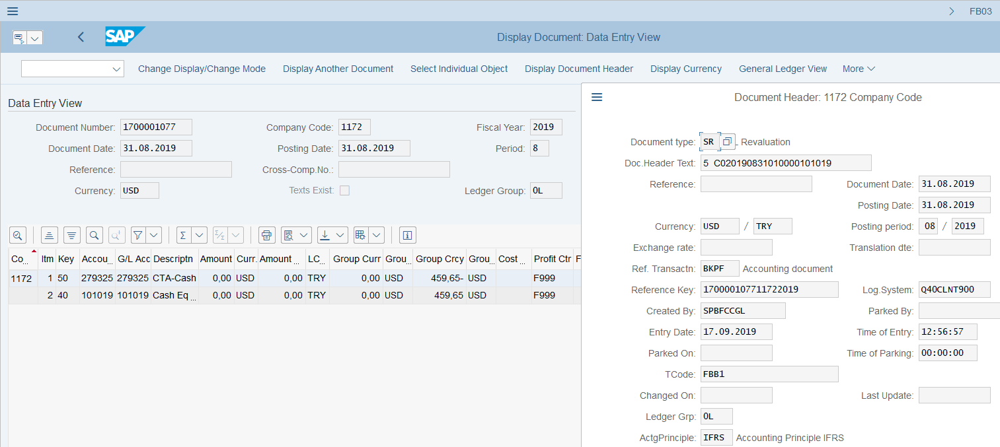 FB03
SAP Display Document: Data Entry View
Change Display/Change Mode Display Another Document Select Individual Object Display Document Header Display Currency General Ledger View More
Data Entry View
Document Number: 1700001077 Company Code: 1172 Fiscal Year: 2019
Document Date: 31.08.2019 Posting Date: 31.08.2019 Period: 8
Reference: Cross-Comp.No.:
Currency: USD Texts Exist: Ledger Group: 0L
Co... Itm Key Accou... G/L Acc Descriptn Amount Curr. Amount ... LC... Group Curr Grou... Group Crcy Grou... Cost ... Profit Ctr F
1172 1 50 279325 279325 CTA-Cash 0,00 USD 0,00 TRY 0,00 USD 459,65- USD F999
2 40 101019 101019 Cash Eq ... 0,00 USD 0,00 TRY 0,00 USD 459,65 USD F999
Document Header: 1172 Company Code
Document type: SR Revaluation
Doc.Header Text: 5 C020190831010000101019
Reference: Document Date: 31.08.2019
Posting Date: 31.08.2019
Currency: USD / TRY Posting period: 08 / 2019
Exchange rate: Translation dte:
Ref. Transactn: BKPF Accounting document
Reference Key: 170000107711722019 Log.System: Q40CLNT900
Created By: SPBFCCGL Parked By:
Entry Date: 17.09.2019 Time of Entry: 12:56:57
Parked On: Time of Parking: 00:00:00
TCode: FBB1
Changed On: Last Update:
Ledger Grp: 0L
ActgPrinciple: IFRS Accounting Principle IFRS